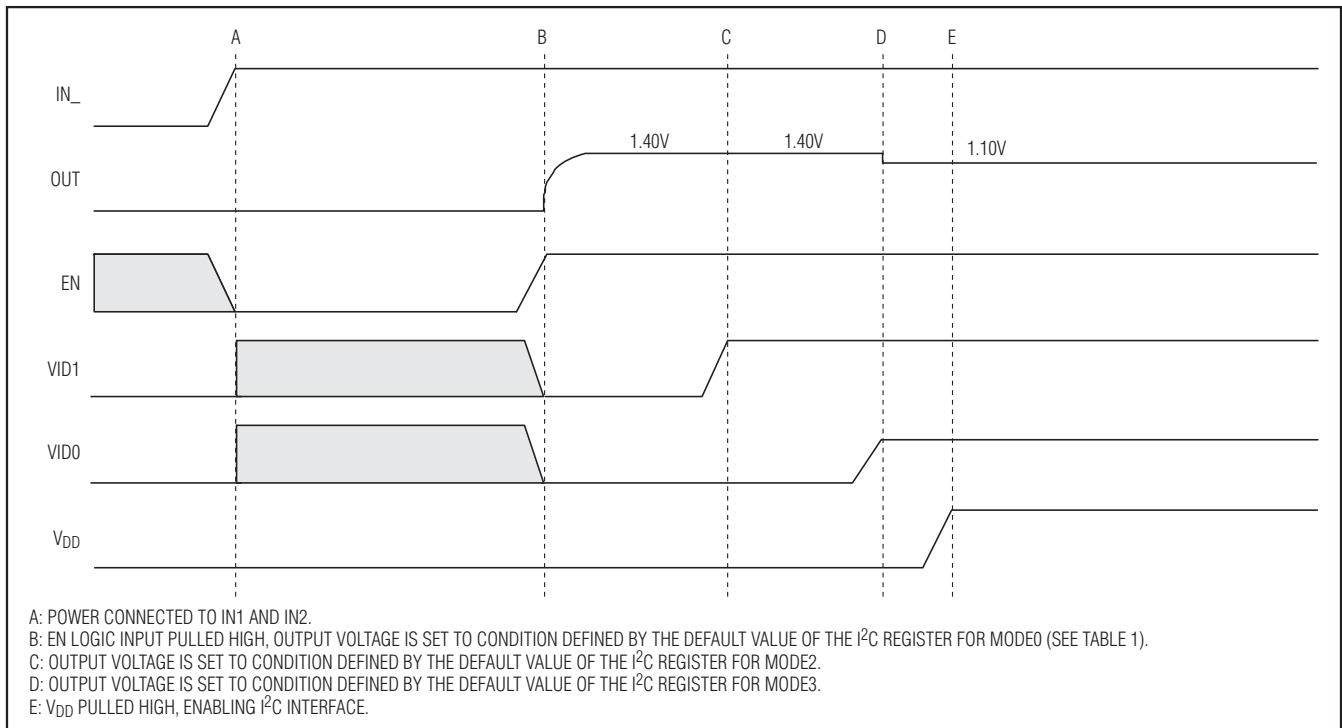 A B C D E
IN_
1.40V 1.40V 1.10V
OUT
EN
VID1
VID0
VDD
A: POWER CONNECTED TO IN1 AND IN2.
B: EN LOGIC INPUT PULLED HIGH, OUTPUT VOLTAGE IS SET TO CONDITION DEFINED BY THE DEFAULT VALUE OF THE I2C REGISTER FOR MODE0 (SEE TABLE 1).
C: OUTPUT VOLTAGE IS SET TO CONDITION DEFINED BY THE DEFAULT VALUE OF THE I2C REGISTER FOR MODE2.
D: OUTPUT VOLTAGE IS SET TO CONDITION DEFINED BY THE DEFAULT VALUE OF THE I2C REGISTER FOR MODE3.
E: VDD PULLED HIGH, ENABLING I2C INTERFACE.